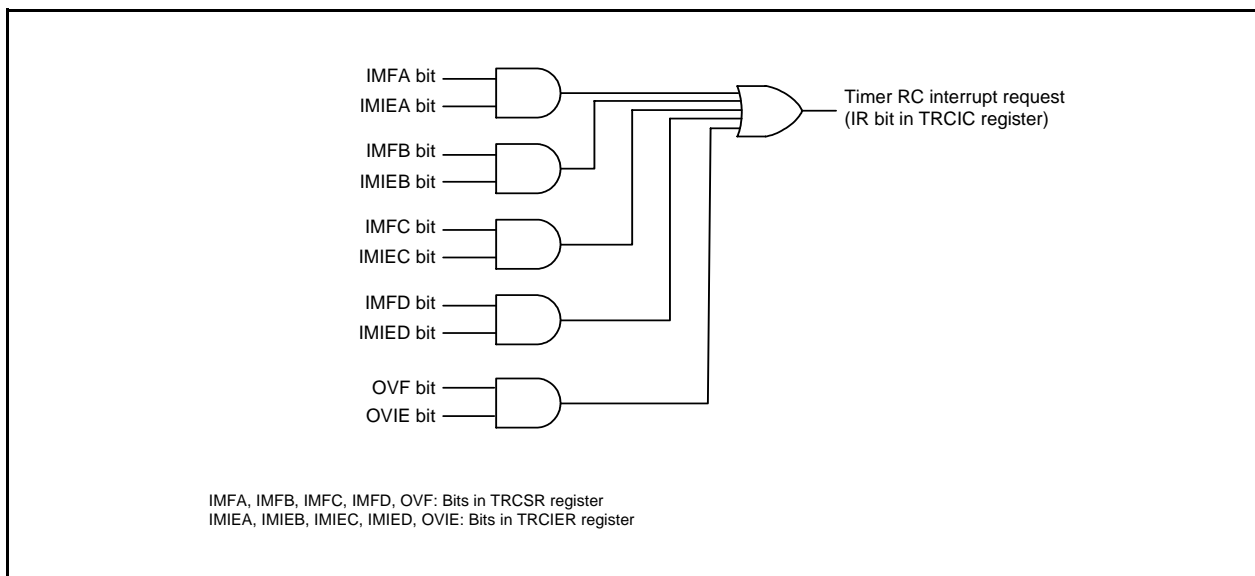 IMFA bit
IMIEA bit
IMFB bit
IMIEB bit
IMFC bit
IMIEC bit
IMFD bit
IMIED bit
OVF bit
OVIE bit
Timer RC interrupt request
(IR bit in TRCIC register)
IMFA, IMFB, IMFC, IMFD, OVF: Bits in TRCSR register
IMIEA, IMIEB, IMIEC, IMIED, OVIE: Bits in TRCIER register